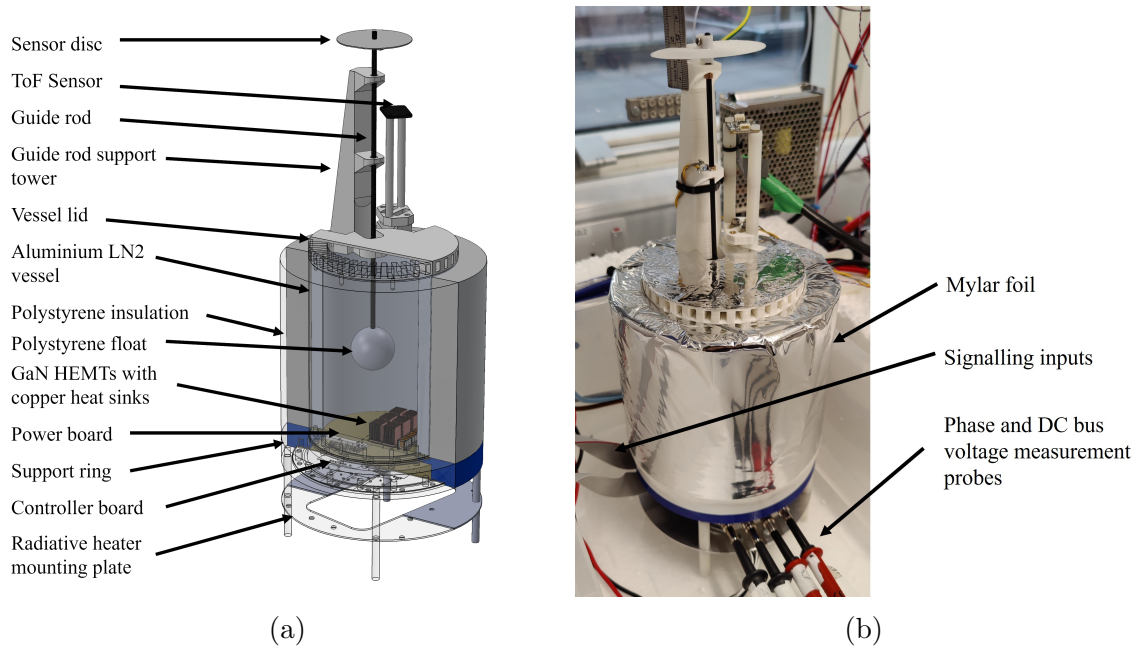 Sensor disc
ToF Sensor
Guide rod
Guide rod support
tower
Vessel lid
Aluminium LN2
vessel
Polystyrene insulation
Polystyrene float
GaN HEMTs with
copper heat sinks
Power board
Support ring
Controller board
Radiative heater
mounting plate
(a)
Mylar foil
Signalling inputs
Phase and DC bus
voltage measurement
probes
(b)